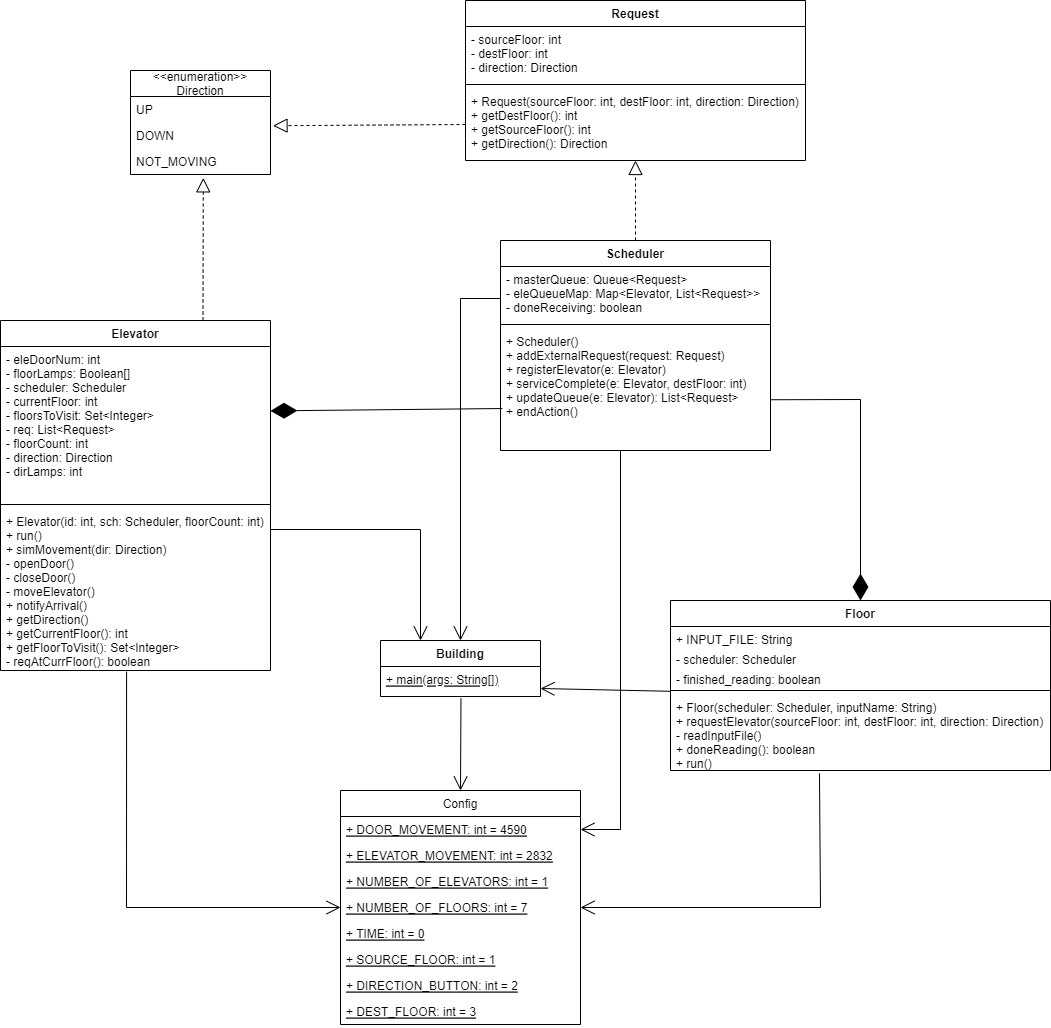 Request
- sourceFloor: int
- destFloor: int
- direction: Direction
+ Request(sourceFloor: int, destFloor: int, direction: Direction)
+ getDestFloor(): int
+ getSourceFloor(): int
+ getDirection(): Direction
<<enumeration>>
Direction
UP
DOWN
NOT_MOVING
Scheduler
- masterQueue: Queue<Request>
- eleQueueMap: Map<Elevator, List<Request>>
- doneReceiving: boolean
+ Scheduler()
+ addExternalRequest(request: Request)
+ registerElevator(e: Elevator)
+ serviceComplete(e: Elevator, destFloor: int)
+ updateQueue(e: Elevator): List<Request>
+ endAction()
Elevator
- eleDoorNum: int
- floorLamps: Boolean[]
- scheduler: Scheduler
- currentFloor: int
- floorsToVisit: Set<Integer>
- req: List<Request>
- floorCount: int
- direction: Direction
- dirLamps: int
+ Elevator(id: int, sch: Scheduler, floorCount: int)
+ run()
+ simMovement(dir: Direction)
- openDoor()
- closeDoor()
- moveElevator()
+ notifyArrival()
+ getDirection()
+ getCurrentFloor(): int
+ getFloorToVisit(): Set<Integer>
- reqAtCurrFloor(): boolean
Building
+ main(args: String[])
Floor
+ INPUT_FILE: String
- scheduler: Scheduler
- finished_reading: boolean
+ Floor(scheduler: Scheduler, inputName: String)
+ requestElevator(sourceFloor: int, destFloor: int, direction: Direction)
- readInputFile()
+ doneReading(): boolean
+ run()
Config
+ DOOR_MOVEMENT: int = 4590
+ ELEVATOR_MOVEMENT: int = 2832
+ NUMBER_OF_ELEVATORS: int = 1
+ NUMBER_OF_FLOORS: int = 7
+ TIME: int = 0
+ SOURCE_FLOOR: int = 1
+ DIRECTION_BUTTON: int = 2
+ DEST_FLOOR: int = 3